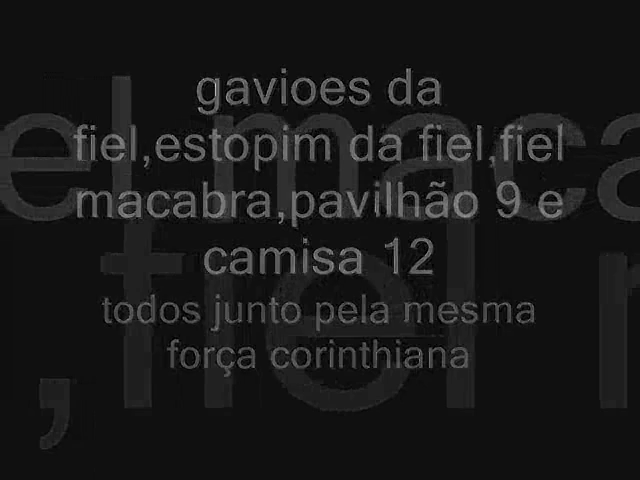 gavioes da
fiel,estopim da fiel,fiel
macabra,pavilhão 9 e
camisa 12
todos junto pela mesma
força corinthiana